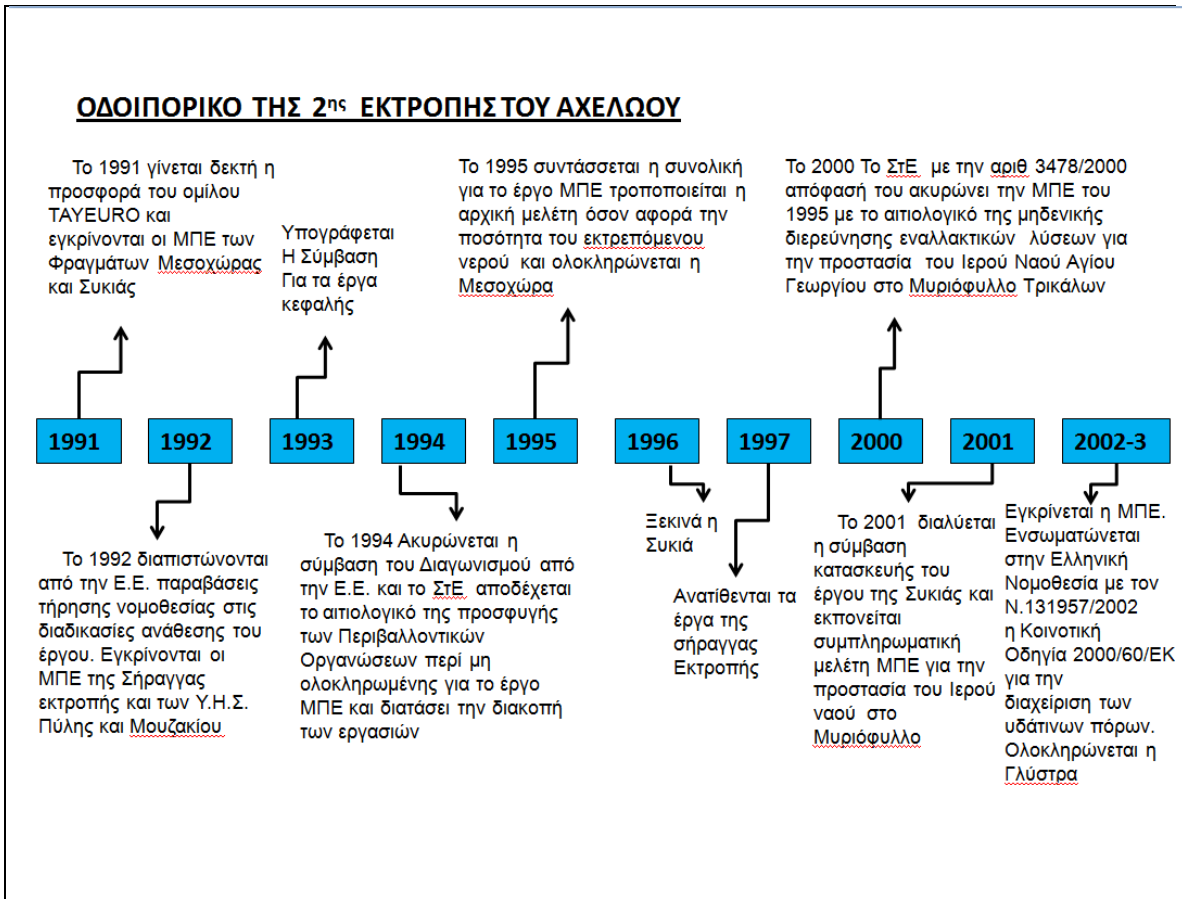 ΟΔΟΙΠΟΡΙΚΟ ΤΗΣ 2ης ΕΚΤΡΟΠΗΣ ΤΟΥ ΑΧΕΛΩΟΥ
Το 1991 γίνεται δεκτή η
προσφορά του ομίλου
TAYEURO και
εγκρίνονται οι ΜΠΕ των
Φραγμάτων Μεσοχώρας
και Συκιάς
Υπογράφεται
Η Σύμβαση
Για τα έργα
κεφαλής
Το 1995 συντάσσεται η συνολική
για το έργο ΜΠΕ τροποποιείται η
αρχική μελέτη όσον αφορά την
ποσότητα του εκτρεπόμενου
νερού και ολοκληρώνεται η
Μεσοχώρα
Το 2000 Το ΣτΕ με την αριθ 3478/2000
απόφασή του ακυρώνει την ΜΠΕ του
1995 με το αιτιολογικό της μηδενικής
διερεύνησης εναλλακτικών λύσεων για
την προστασία του Ιερού Ναού Αγίου
Γεωργίου στο Μυριόφυλλο Τρικάλων
1991
1992
1993
1994
1995
1996
1997
2000
2001
2002-3
Το 1992 διαπιστώνονται
από την Ε.Ε. παραβάσεις
τήρησης νομοθεσίας στις
διαδικασίες ανάθεσης του
έργου. Εγκρίνονται οι
ΜΠΕ της Σήραγγας
εκτροπής και των Υ.Η.Σ.
Πύλης και Μουζακίου
Το 1994 Ακυρώνεται η
σύμβαση του Διαγωνισμού από
την Ε.Ε. και το ΣτΕ αποδέχεται
το αιτιολογικό της προσφυγής
των Περιβαλλοντικών
Οργανώσεων περί μη
ολοκληρωμένης για το έργο
ΜΠΕ και διατάσει την διακοπή
των εργασιών
Ξεκινά η
Συκιά
Ανατίθενται τα
έργα της
σήραγγας
Εκτροπής
Το 2001 διαλύεται
η σύμβαση
κατασκευής του
έργου της Συκιάς και
εκπονείται
συμπληρωματική
μελέτη ΜΠΕ για την
προστασία του Ιερού
ναού στο
Μυριόφυλλο
Εγκρίνεται η ΜΠΕ.
Ενσωματώνεται
στην Ελληνική
Νομοθεσία με τον
Ν.131957/2002
η Κοινοτική
Οδηγία 2000/60/ΕΚ
για την
διαχείριση των
υδάτινων πόρων.
Ολοκληρώνεται η
Γλύστρα